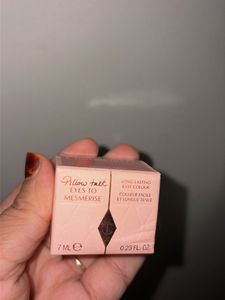 Pillow talk
EYES TO
MESMERISE
LONG-LASTING
EASY COLOUR
COULEUR FACILE
ET LONGUE TENUE
7 ML ℮
0.23 FL. OZ.